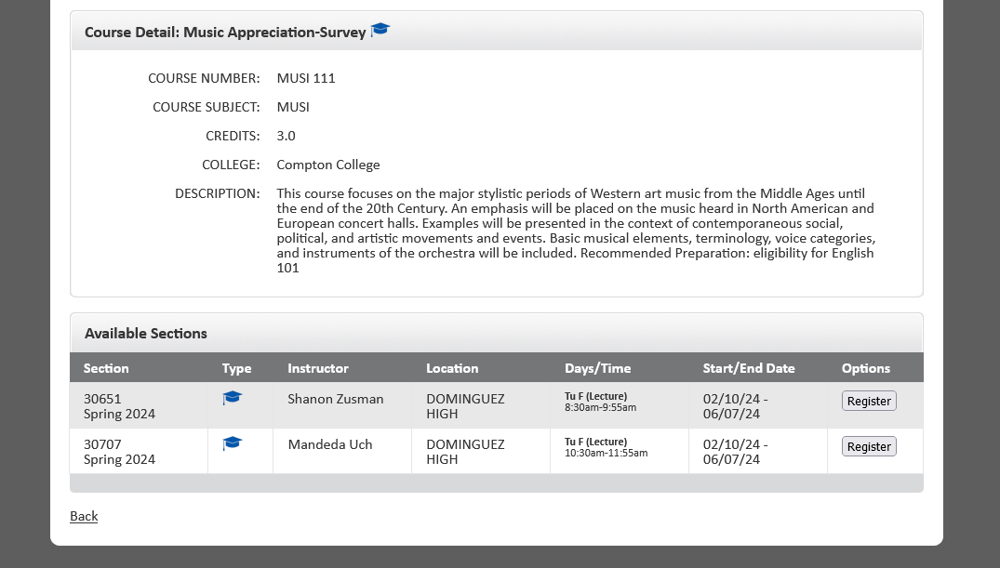 Course Detail: Music Appreciation-Survey
COURSE NUMBER: MUSI 111
COURSE SUBJECT: MUSI
CREDITS: 3.0
COLLEGE: Compton College
DESCRIPTION: This course focuses on the major stylistic periods of Western art music from the Middle Ages until
the end of the 20th Century. An emphasis will be placed on the music heard in North American and
European concert halls. Examples will be presented in the context of contemporaneous social,
political, and artistic movements and events. Basic musical elements, terminology, voice categories,
and instruments of the orchestra will be included. Recommended Preparation: eligibility for English
101
Available Sections
Section Type Instructor Location Days/Time Start/End Date Options
30651 Shanon Zusman DOMINGUEZ Tu F (Lecture) 02/10/24 - Register
Spring 2024 HIGH 8:30am-9:55am 06/07/24
30707 Mandeda Uch DOMINGUEZ Tu F (Lecture) 02/10/24 - Register
Spring 2024 HIGH 10:30am-11:55am 06/07/24
Back